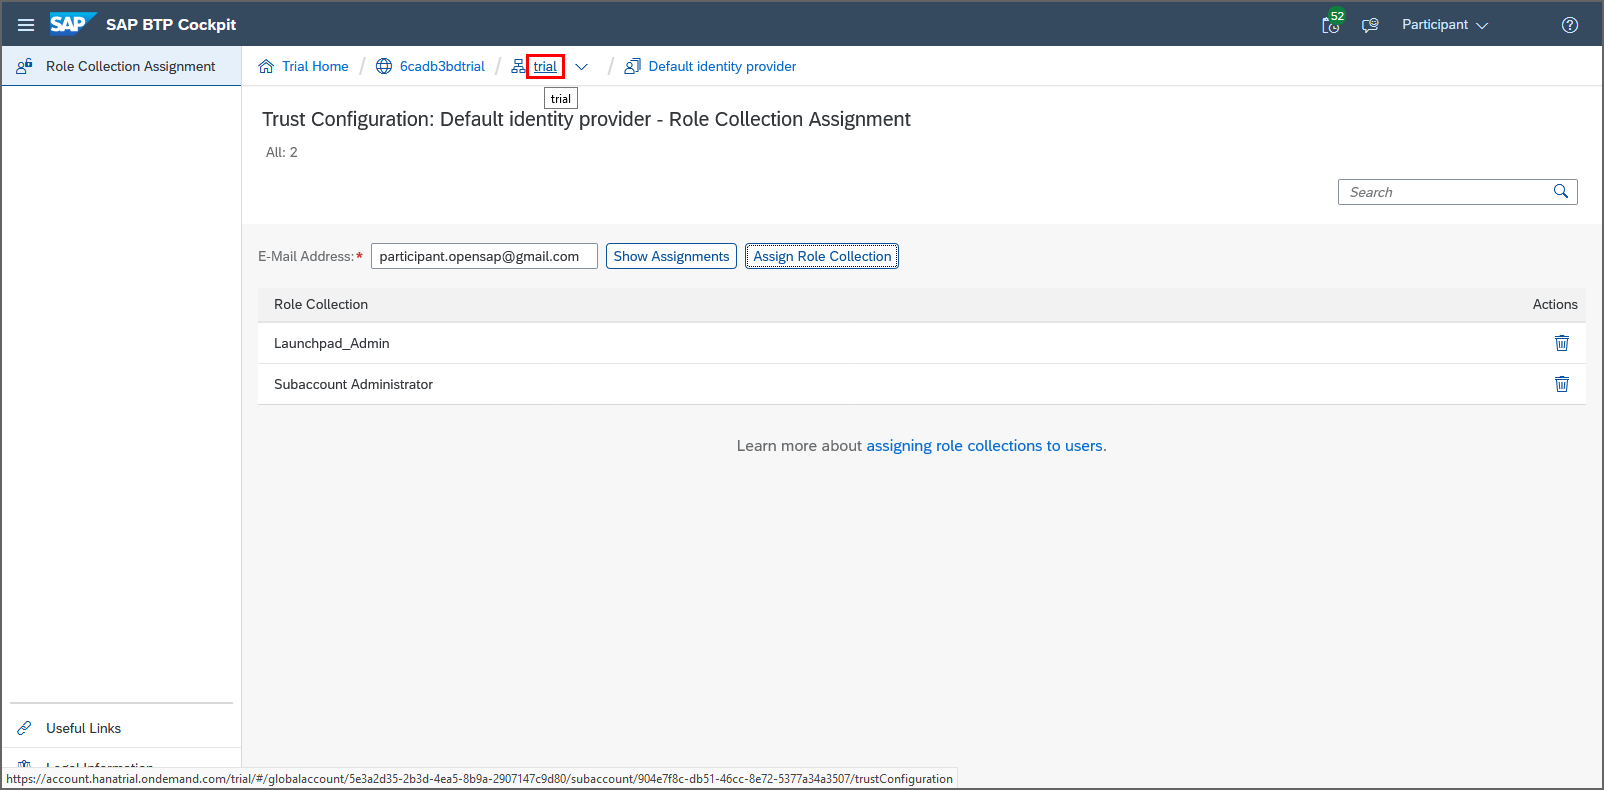 SAP SAP BTP Cockpit 52 Participant
Role Collection Assignment
Trial Home / 6cadb3bdtrial / trial / Default identity provider
trial
Trust Configuration: Default identity provider - Role Collection Assignment
All: 2
Search
E-Mail Address:* participant.opensap@gmail.com Show Assignments Assign Role Collection
Role Collection Actions
Launchpad_Admin
Subaccount Administrator
Learn more about assigning role collections to users.
Useful Links
Legal Information
https://account.hanatrial.ondemand.com/trial/#/globalaccount/5e3a2d35-2b3d-4ea5-8b9a-2907147c9d80/subaccount/904e7f8c-db51-46cc-8e72-5377a34a3507/trustConfiguration